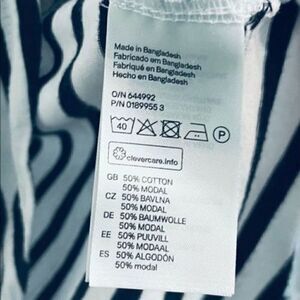 Made in Bangladesh
Fabricado em Bangladesh
Fabriqué en Bangladesh
Hecho en Bangladesh
O/N 644992
P/N 0189955 3
40 P
clevercare.info
GB 50% COTTON
50% MODAL
CZ 50% BAVLNA
50% MODAL
DE 50% BAUMWOLLE
50% MODAL
EE 50% PUUVILL
50% MODAAL
ES 50% ALGODÓN
50% modal